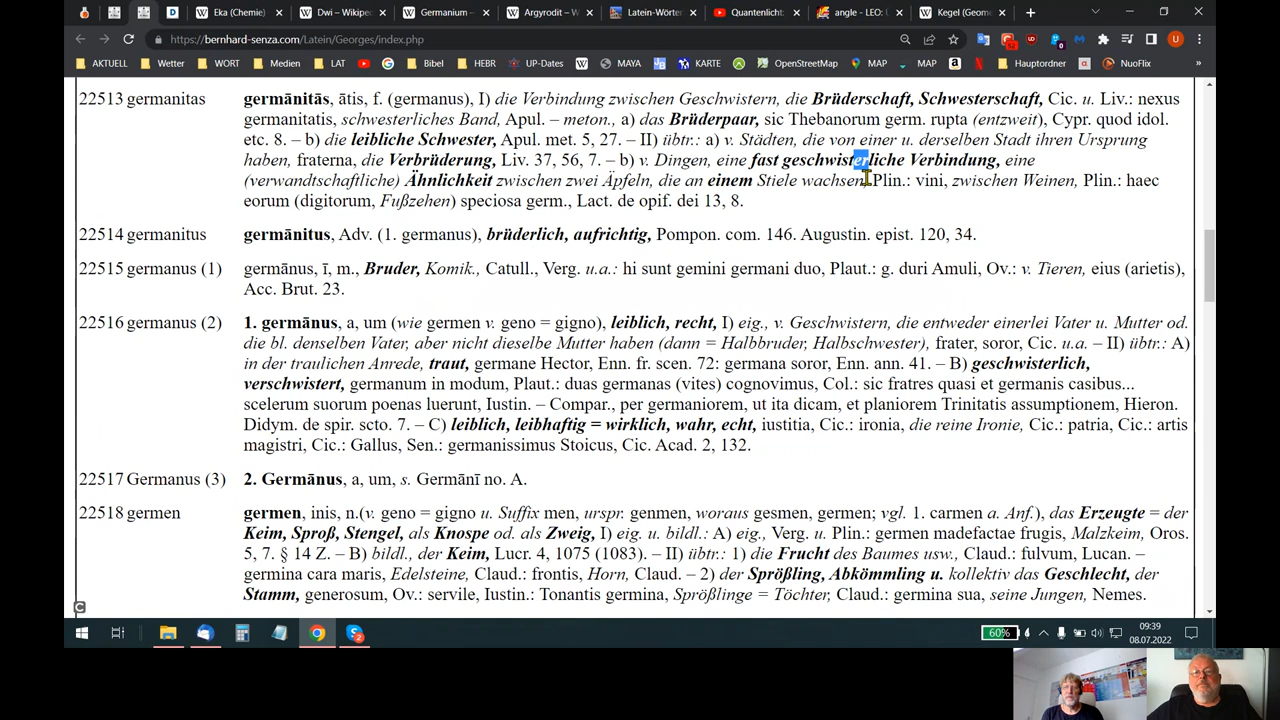 Eka (Chemie)
Dwi – Wikipe
Germanium –
Argyrodit – W
Latein-Wörter
Quantenlicht
angle - LEO: U
Kegel (Geome
https://bernhard-senza.com/Latein/Georges/index.php
AKTUELL Wetter WORT Medien LAT Bibel HEBR UP-Dates MAYA KARTE OpenStreetMap MAP MAP Hauptordner NuoFlix
22513 germanitas
germānitās, ātis, f. (germanus), I) die Verbindung zwischen Geschwistern, die Brüderschaft, Schwesterschaft, Cic. u. Liv.: nexus
germanitatis, schwesterliches Band, Apul. – meton., a) das Brüderpaar, sic Thebanorum germ. rupta (entzweit), Cypr. quod idol.
etc. 8. – b) die leibliche Schwester, Apul. met. 5, 27. – II) übtr.: a) v. Städten, die von einer u. derselben Stadt ihren Ursprung
haben, fraterna, die Verbrüderung, Liv. 37, 56, 7. – b) v. Dingen, eine fast geschwisterliche Verbindung, eine
(verwandtschaftliche) Ähnlichkeit zwischen zwei Äpfeln, die an einem Stiele wachsen, Plin.: vini, zwischen Weinen, Plin.: haec
eorum (digitorum, Fußzehen) speciosa germ., Lact. de opif. dei 13, 8.
22514 germanitus
germānitus, Adv. (1. germanus), brüderlich, aufrichtig, Pompon. com. 146. Augustin. epist. 120, 34.
22515 germanus (1)
germānus, ī, m., Bruder, Komik., Catull., Verg. u.a.: hi sunt gemini germani duo, Plaut.: g. duri Amuli, Ov.: v. Tieren, eius (arietis),
Acc. Brut. 23.
22516 germanus (2)
1. germānus, a, um (wie germen v. geno = gigno), leiblich, recht, I) eig., v. Geschwistern, die entweder einerlei Vater u. Mutter od.
die bl. denselben Vater, aber nicht dieselbe Mutter haben (dann = Halbbruder, Halbschwester), frater, soror, Cic. u.a. – II) übtr.: A)
in der traulichen Anrede, traut, germane Hector, Enn. fr. scen. 72: germana soror, Enn. ann. 41. – B) geschwisterlich,
verschwistert, germanum in modum, Plaut.: duas germanas (vites) cognovimus, Col.: sic fratres quasi et germanis casibus...
scelerum suorum poenas luerunt, Iustin. – Compar., per germaniorem, ut ita dicam, et planiorem Trinitatis assumptionem, Hieron.
Didym. de spir. scto. 7. – C) leiblich, leibhaftig = wirklich, wahr, echt, iustitia, Cic.: ironia, die reine Ironie, Cic.: patria, Cic.: artis
magistri, Cic.: Gallus, Sen.: germanissimus Stoicus, Cic. Acad. 2, 132.
22517 Germanus (3)
2. Germānus, a, um, s. Germānī no. A.
22518 germen
germen, inis, n.(v. geno = gigno u. Suffix men, urspr. genmen, woraus gesmen, germen; vgl. 1. carmen a. Anf.), das Erzeugte = der
Keim, Sproß, Stengel, als Knospe od. als Zweig, I) eig. u. bildl.: A) eig., Verg. u. Plin.: germen madefactae frugis, Malzkeim, Oros.
5, 7. § 14 Z. – B) bildl., der Keim, Lucr. 4, 1075 (1083). – II) übtr.: 1) die Frucht des Baumes usw., Claud.: fulvum, Lucan. –
germina cara maris, Edelsteine, Claud.: frontis, Horn, Claud. – 2) der Sprößling, Abkömmling u. kollektiv das Geschlecht, der
Stamm, generosum, Ov.: servile, Iustin.: Tonantis germina, Sprößlinge = Töchter, Claud.: germina sua, seine Jungen, Nemes.
60%
09:39
08.07.2022